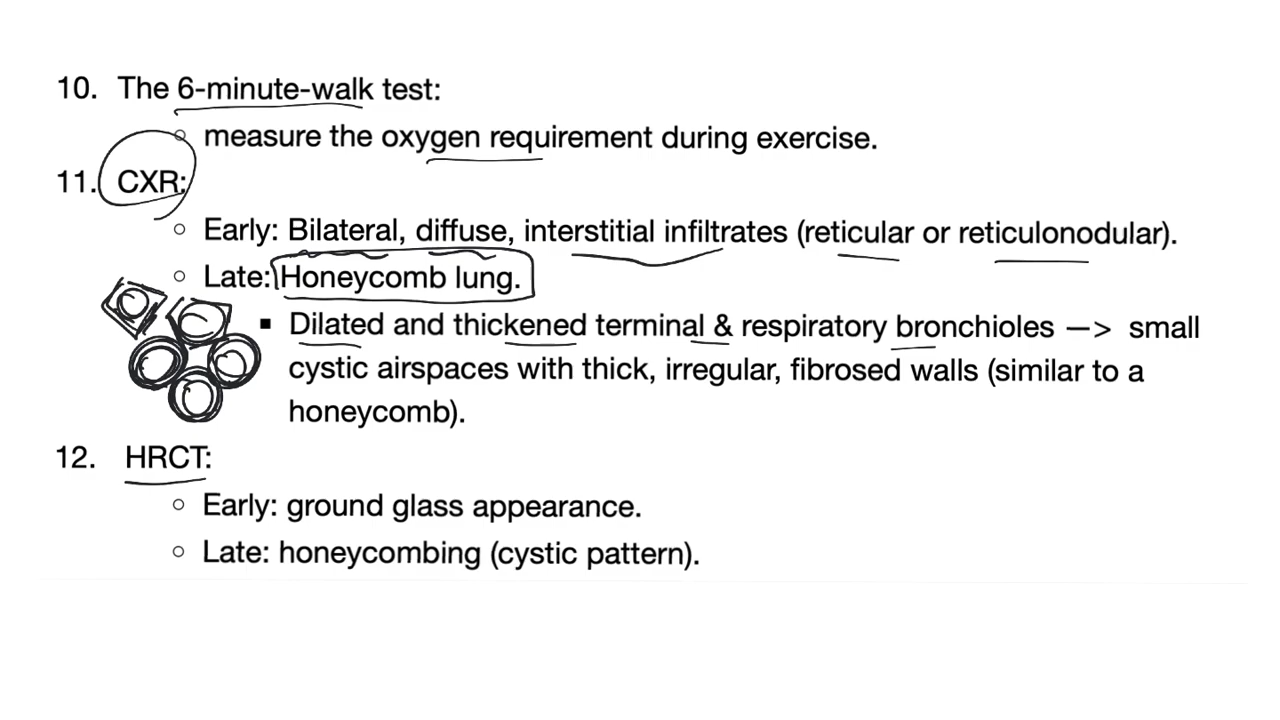 10. The 6-minute-walk test:
○ measure the oxygen requirement during exercise.
11. CXR:
○ Early: Bilateral, diffuse, interstitial infiltrates (reticular or reticulonodular).
○ Late: Honeycomb lung.
▪ Dilated and thickened terminal & respiratory bronchioles —> small
cystic airspaces with thick, irregular, fibrosed walls (similar to a
honeycomb).
12. HRCT:
○ Early: ground glass appearance.
○ Late: honeycombing (cystic pattern).